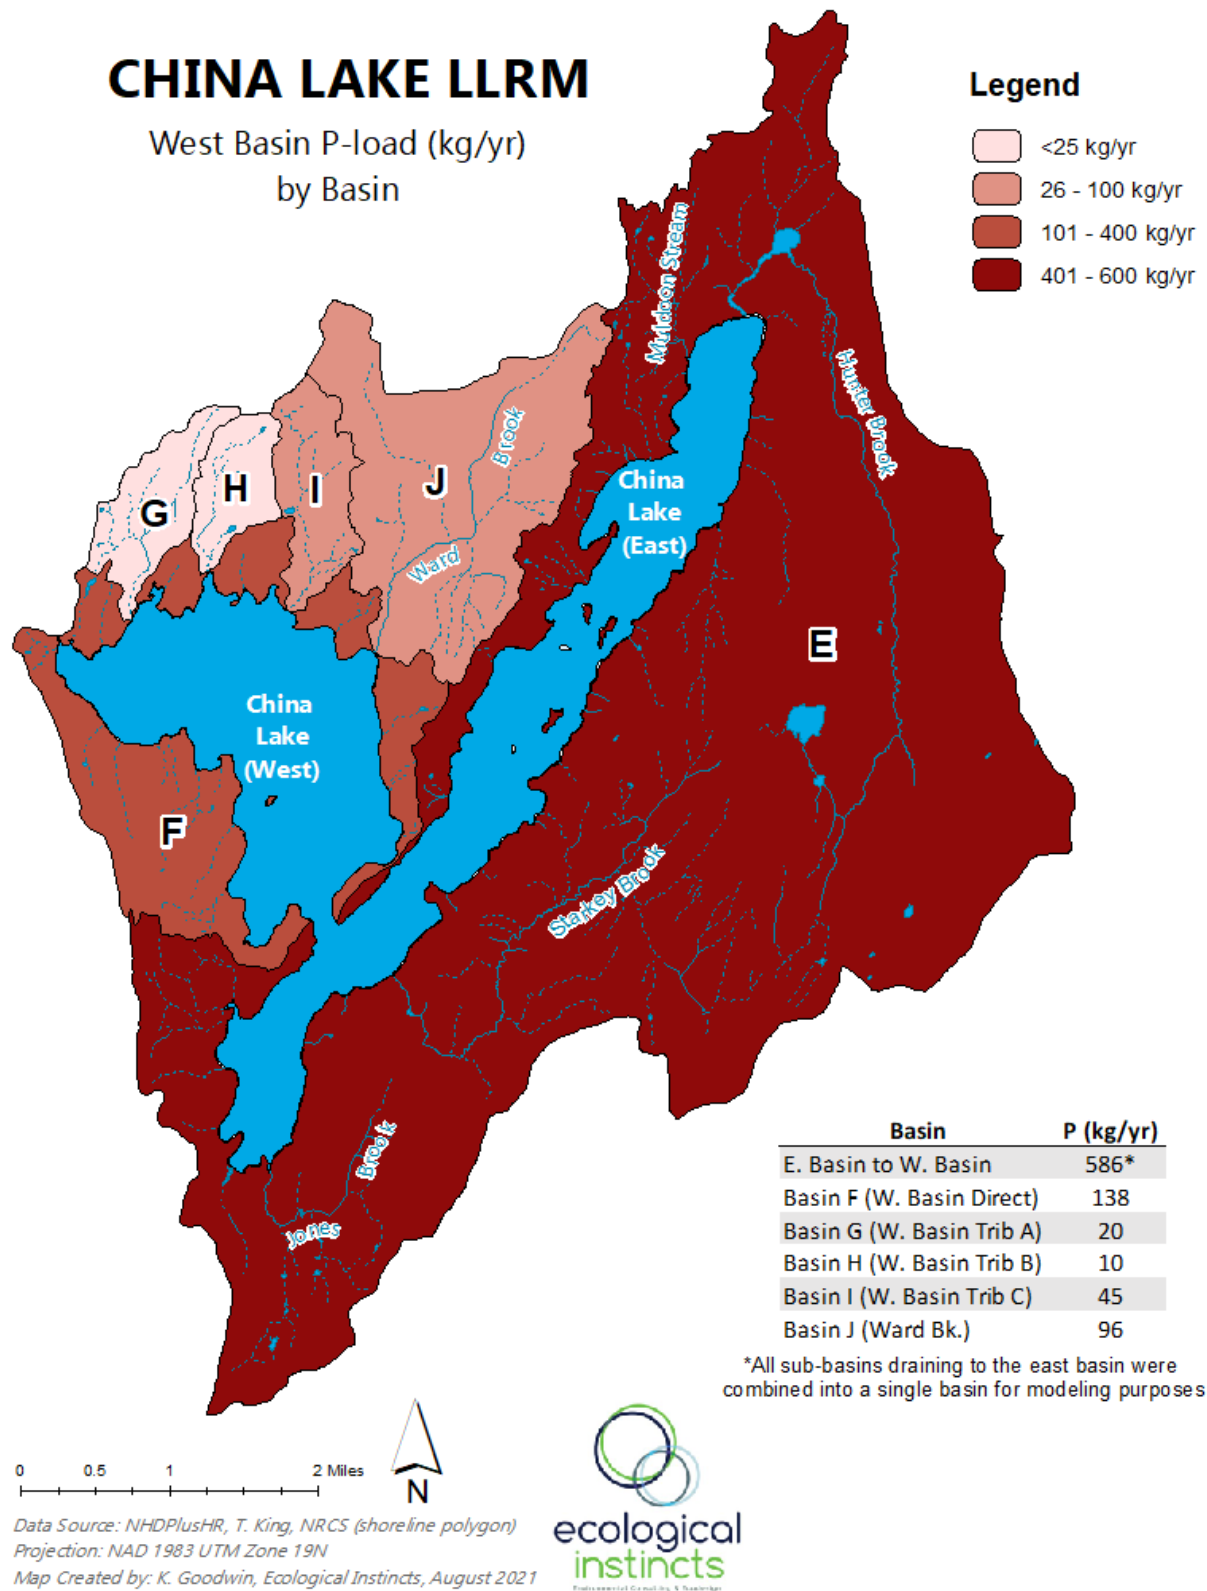 CHINA LAKE LLRM
West Basin P-load (kg/yr)
by Basin
Legend
<25 kg/yr
26 - 100 kg/yr
101 - 400 kg/yr
401 - 600 kg/yr
Muldoon Stream
Hunter Brook
Ward Brook
G
H
I
J
China
Lake
(East)
E
China
Lake
(West)
F
Starkey Brook
Jones Brook
Basin P (kg/yr)
E. Basin to W. Basin 586*
Basin F (W. Basin Direct) 138
Basin G (W. Basin Trib A) 20
Basin H (W. Basin Trib B) 10
Basin I (W. Basin Trib C) 45
Basin J (Ward Bk.) 96
*All sub-basins draining to the east basin were
combined into a single basin for modeling purposes
0 0.5 1 2 Miles
N
Data Source: NHDPlusHR, T. King, NRCS (shoreline polygon)
Projection: NAD 1983 UTM Zone 19N
Map Created by: K. Goodwin, Ecological Instincts, August 2021
ecological
instincts